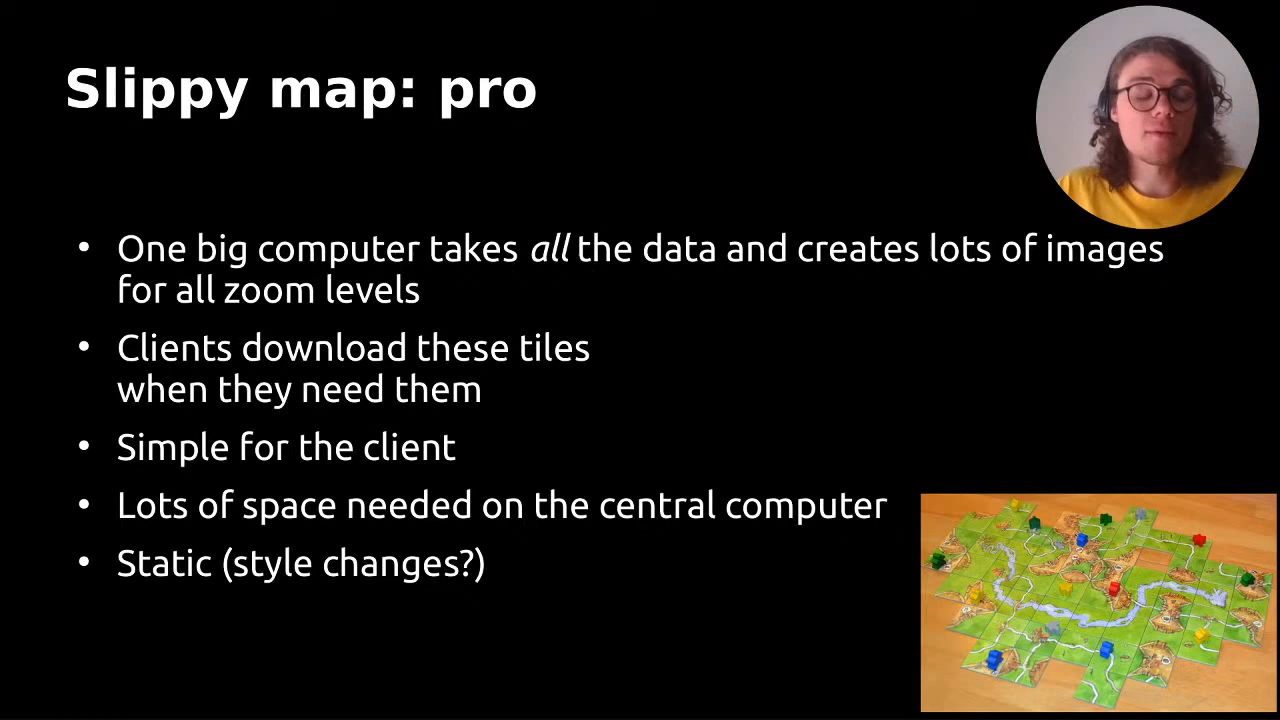 Slippy map: pro
• One big computer takes all the data and creates lots of images
for all zoom levels
• Clients download these tiles
when they need them
• Simple for the client
• Lots of space needed on the central computer
• Static (style changes?)